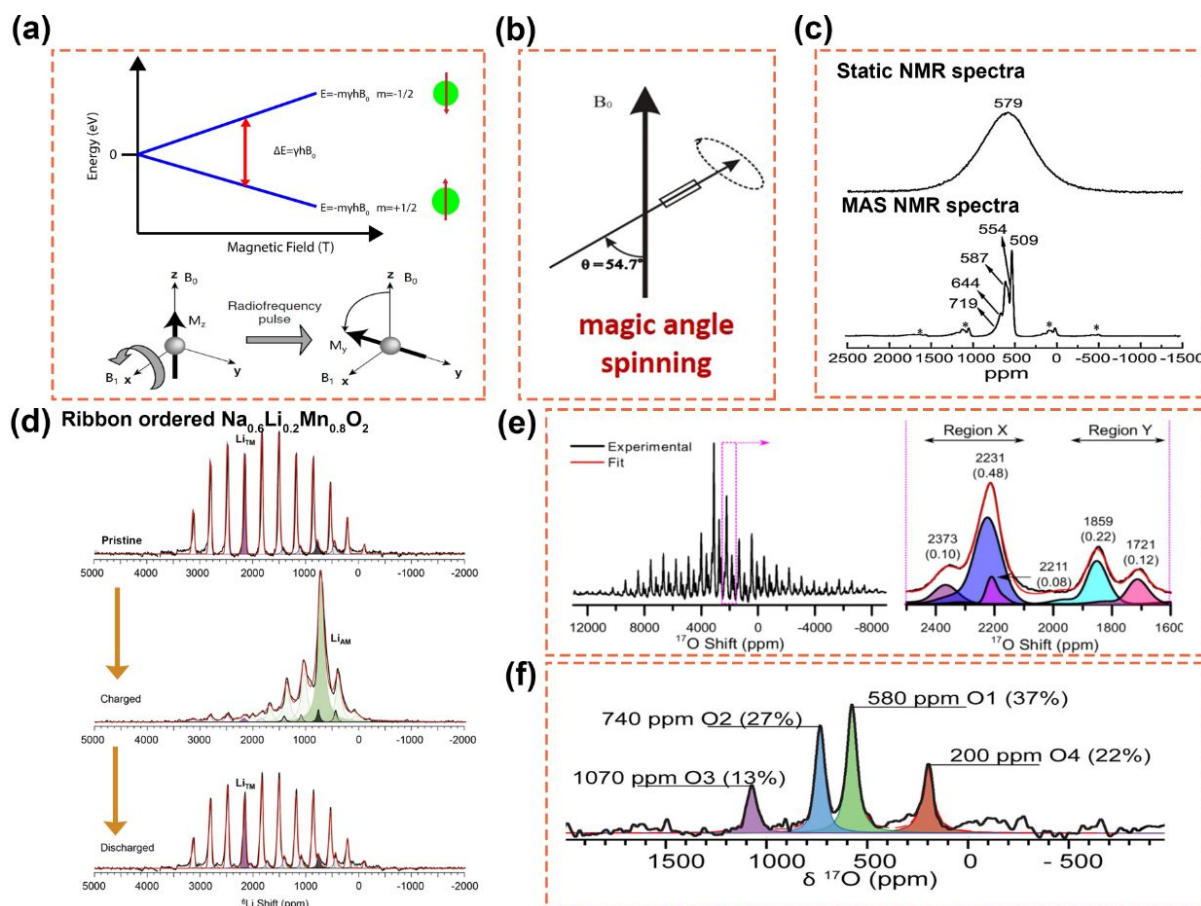 (a)
Energy (eV)
0
E=-mγhB₀ m=-1/2
ΔE=γhB₀
E=-mγhB₀ m=+1/2
Magnetic Field (T)
z B₀
Mz
Radiofrequency
pulse
B₁ x
y
z B₀
My
B₁ x
y
(b)
B₀
θ=54.7°
magic angle
spinning
(c)
Static NMR spectra
579
MAS NMR spectra
554
509
587
644
719
* * * *
2500 2000 1500 1000 500 0 -500 -1000 -1500
ppm
(d)
Ribbon ordered Na₀.₆Li₀.₂Mn₀.₈O₂
Li_TM
Pristine
5000 4000 3000 2000 1000 0 -1000 -2000
Li_AM
Charged
5000 4000 3000 2000 1000 0 -1000 -2000
Li_TM
Discharged
5000 4000 3000 2000 1000 0 -1000 -2000
⁶Li Shift (ppm)
(e)
Experimental
Fit
12000 8000 4000 0 -4000 -8000
¹⁷O Shift (ppm)
Region X
Region Y
2231
(0.48)
2373
(0.10)
2211
(0.08)
1859
(0.22)
1721
(0.12)
2400 2200 2000 1800 1600
¹⁷O Shift (ppm)
(f)
580 ppm O1 (37%)
740 ppm O2 (27%)
200 ppm O4 (22%)
1070 ppm O3 (13%)
1500 1000 500 0 - 500
δ ¹⁷O (ppm)